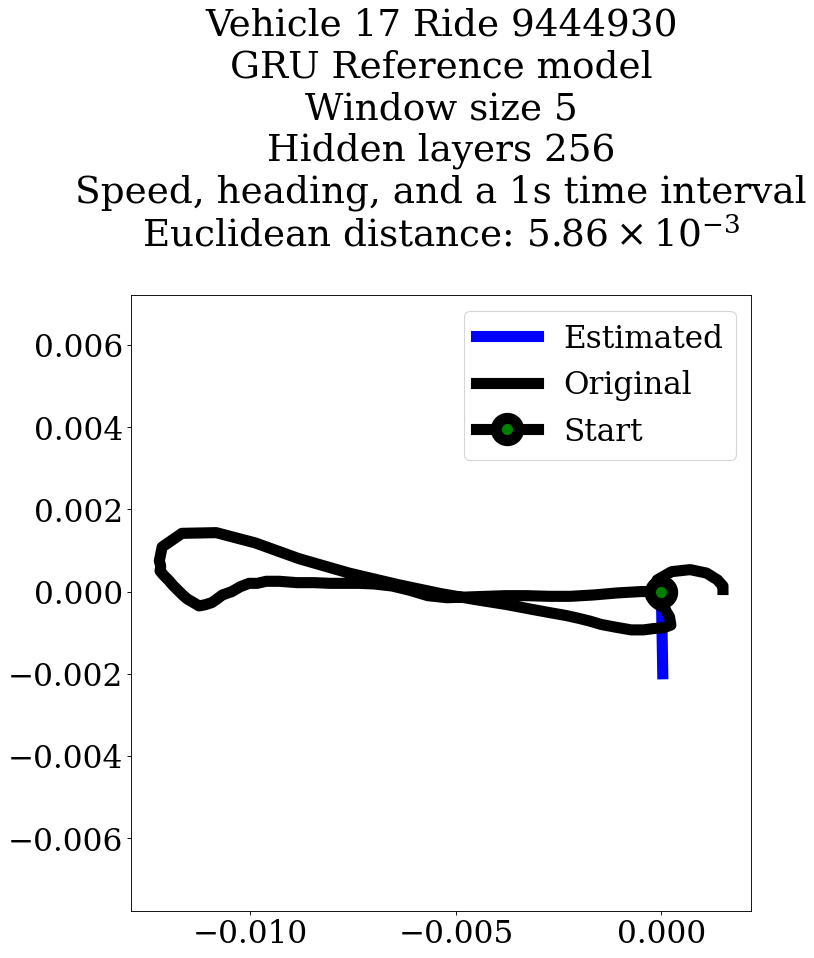 Vehicle 17 Ride 9444930
GRU Reference model
Window size 5
Hidden layers 256
Speed, heading, and a 1s time interval
Euclidean distance: 5.86 × 10⁻³
Estimated
Original
Start
0.006
0.004
0.002
0.000
−0.002
−0.004
−0.006
−0.010
−0.005
0.000